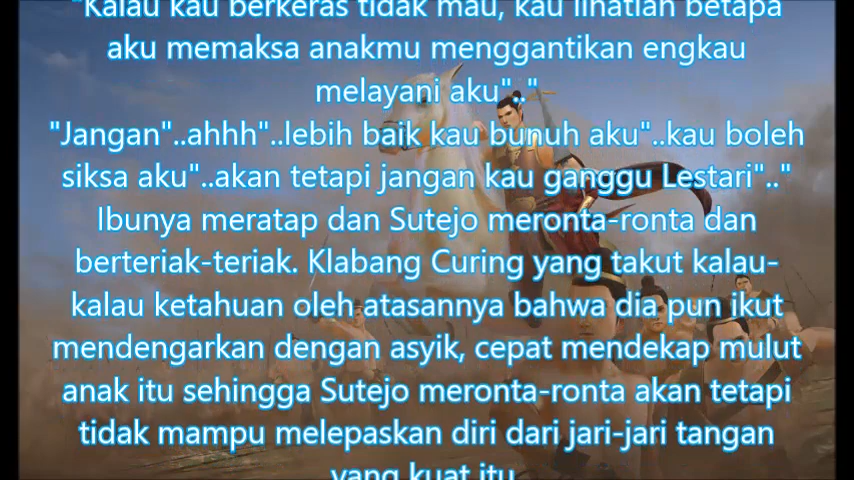 "Kalau kau berkeras tidak mau, kau lihatlah betapa
aku memaksa anakmu menggantikan engkau
melayani aku".."
"Jangan"..ahhh"..lebih baik kau bunuh aku"..kau boleh
siksa aku"..akan tetapi jangan kau ganggu Lestari".."
Ibunya meratap dan Sutejo meronta-ronta dan
berteriak-teriak. Klabang Curing yang takut kalau-
kalau ketahuan oleh atasannya bahwa dia pun ikut
mendengarkan dengan asyik, cepat mendekap mulut
anak itu sehingga Sutejo meronta-ronta akan tetapi
tidak mampu melepaskan diri dari jari-jari tangan
yang kuat itu.